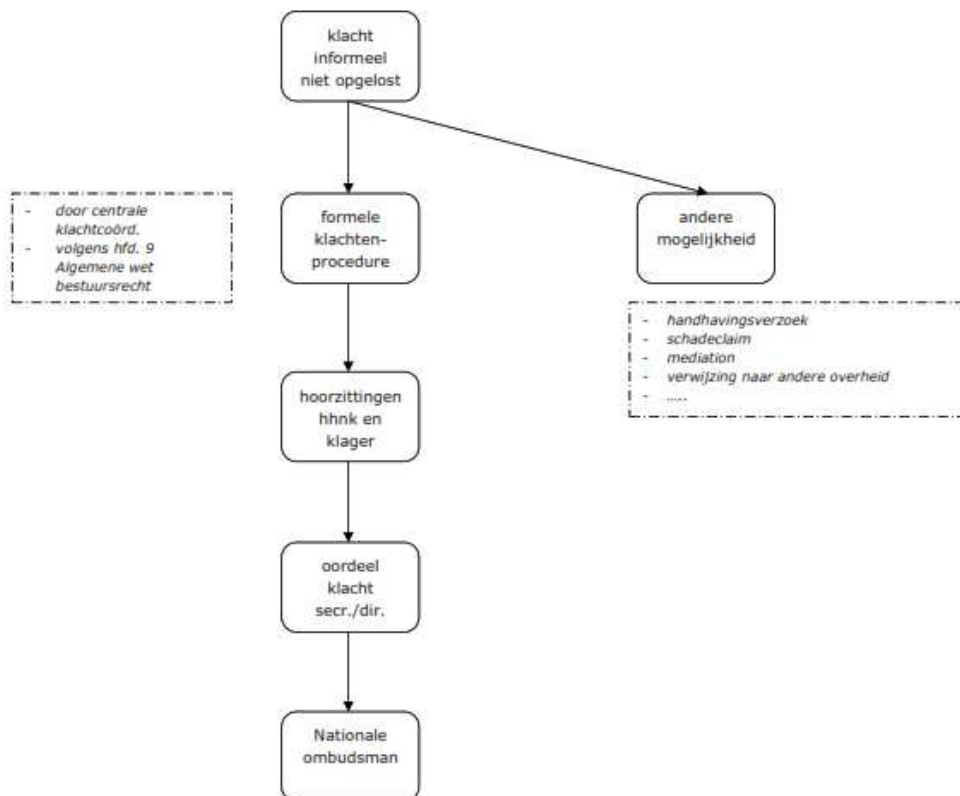 klacht
informeel
niet opgelost
- door centrale
klachtcoörd.
- volgens hfd. 9
Algemene wet
bestuursrecht
formele
klachten-
procedure
andere
mogelijkheid
- handhavingsverzoek
- schadeclaim
- mediation
- verwijzing naar andere overheid
- .....
hoorzittingen
hhnk en
klager
oordeel
klacht
secr./dir.
Nationale
ombudsman